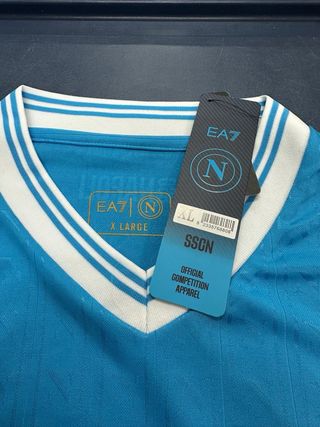 EA7
N
XL
SSCN
OFFICIAL
COMPETITION
APPAREL
EA7 N
X LARGE